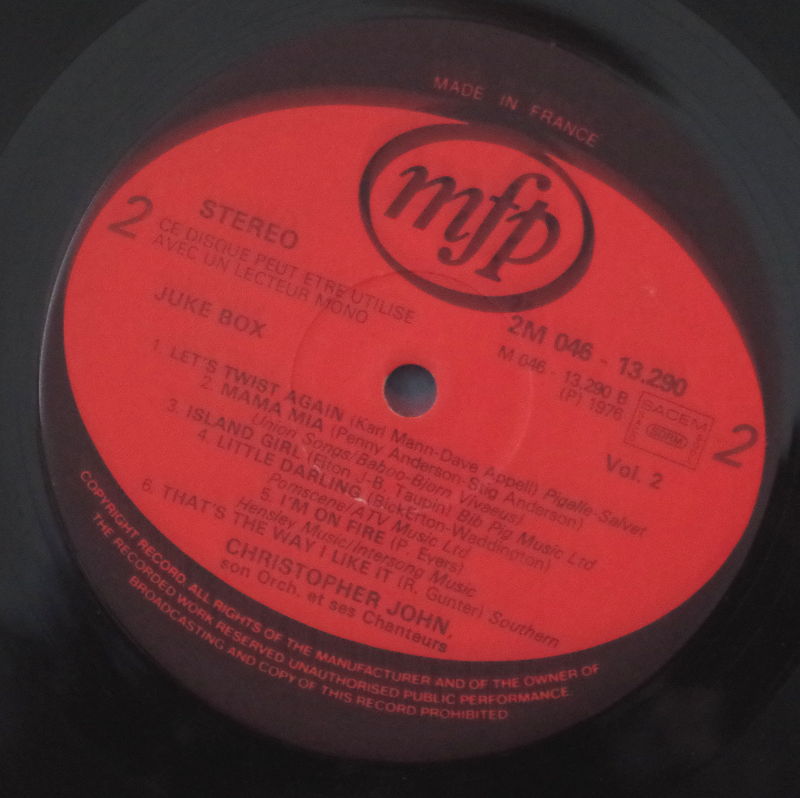 MADE IN FRANCE
mfp
2
STEREO
CE DISQUE PEUT ETRE UTILISE
AVEC UN LECTEUR MONO
JUKE BOX
2M 046 - 13.290
M 046 - 13.290 B
(P) 1976
SACEM
2
Vol. 2
1. LET'S TWIST AGAIN (Karl Mann-Dave Appell) Pigalle-Salvet
2. MAMA MIA (Penny Anderson-Stig Anderson)
Union Songs/Baboo-Bjorn Vivaeus)
3. ISLAND GIRL (Elton J-B. Taupin) Bib Pig Music Ltd
4. LITTLE DARLING (Bickerton-Waddington)
Pornscene/ATV Music Ltd
5. I'M ON FIRE (P. Eyers)
Hensley Music/Intersong Music
6. THAT'S THE WAY I LIKE IT (R. Gunter) Southern
CHRISTOPHER JOHN,
son Orch. et ses Chanteurs
COPYRIGHT RECORD. ALL RIGHTS OF THE MANUFACTURER AND OF THE OWNER OF
THE RECORDED WORK RESERVED. UNAUTHORISED PUBLIC PERFORMANCE.
BROADCASTING AND COPY OF THIS RECORD PROHIBITED